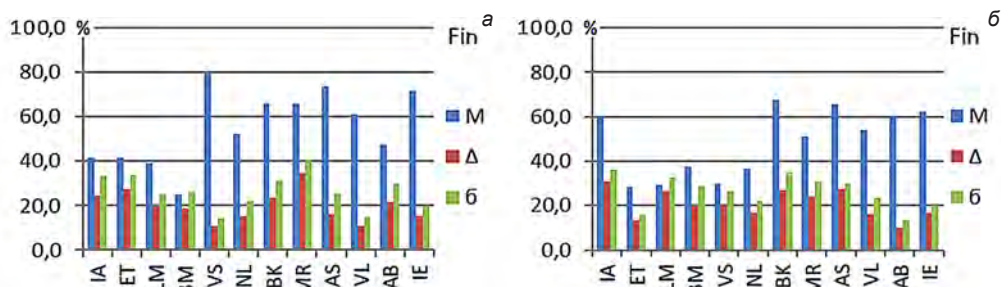 100,0 % а
80,0
60,0
40,0
20,0
0,0
Fin
M
Δ
б
IA ET LM BM VS NL BK MR AS VL AB IE
100,0 % б
80,0
60,0
40,0
20,0
0,0
Fin
M
Δ
б
IA ET LM BM VS NL BK MR AS VL AB IE